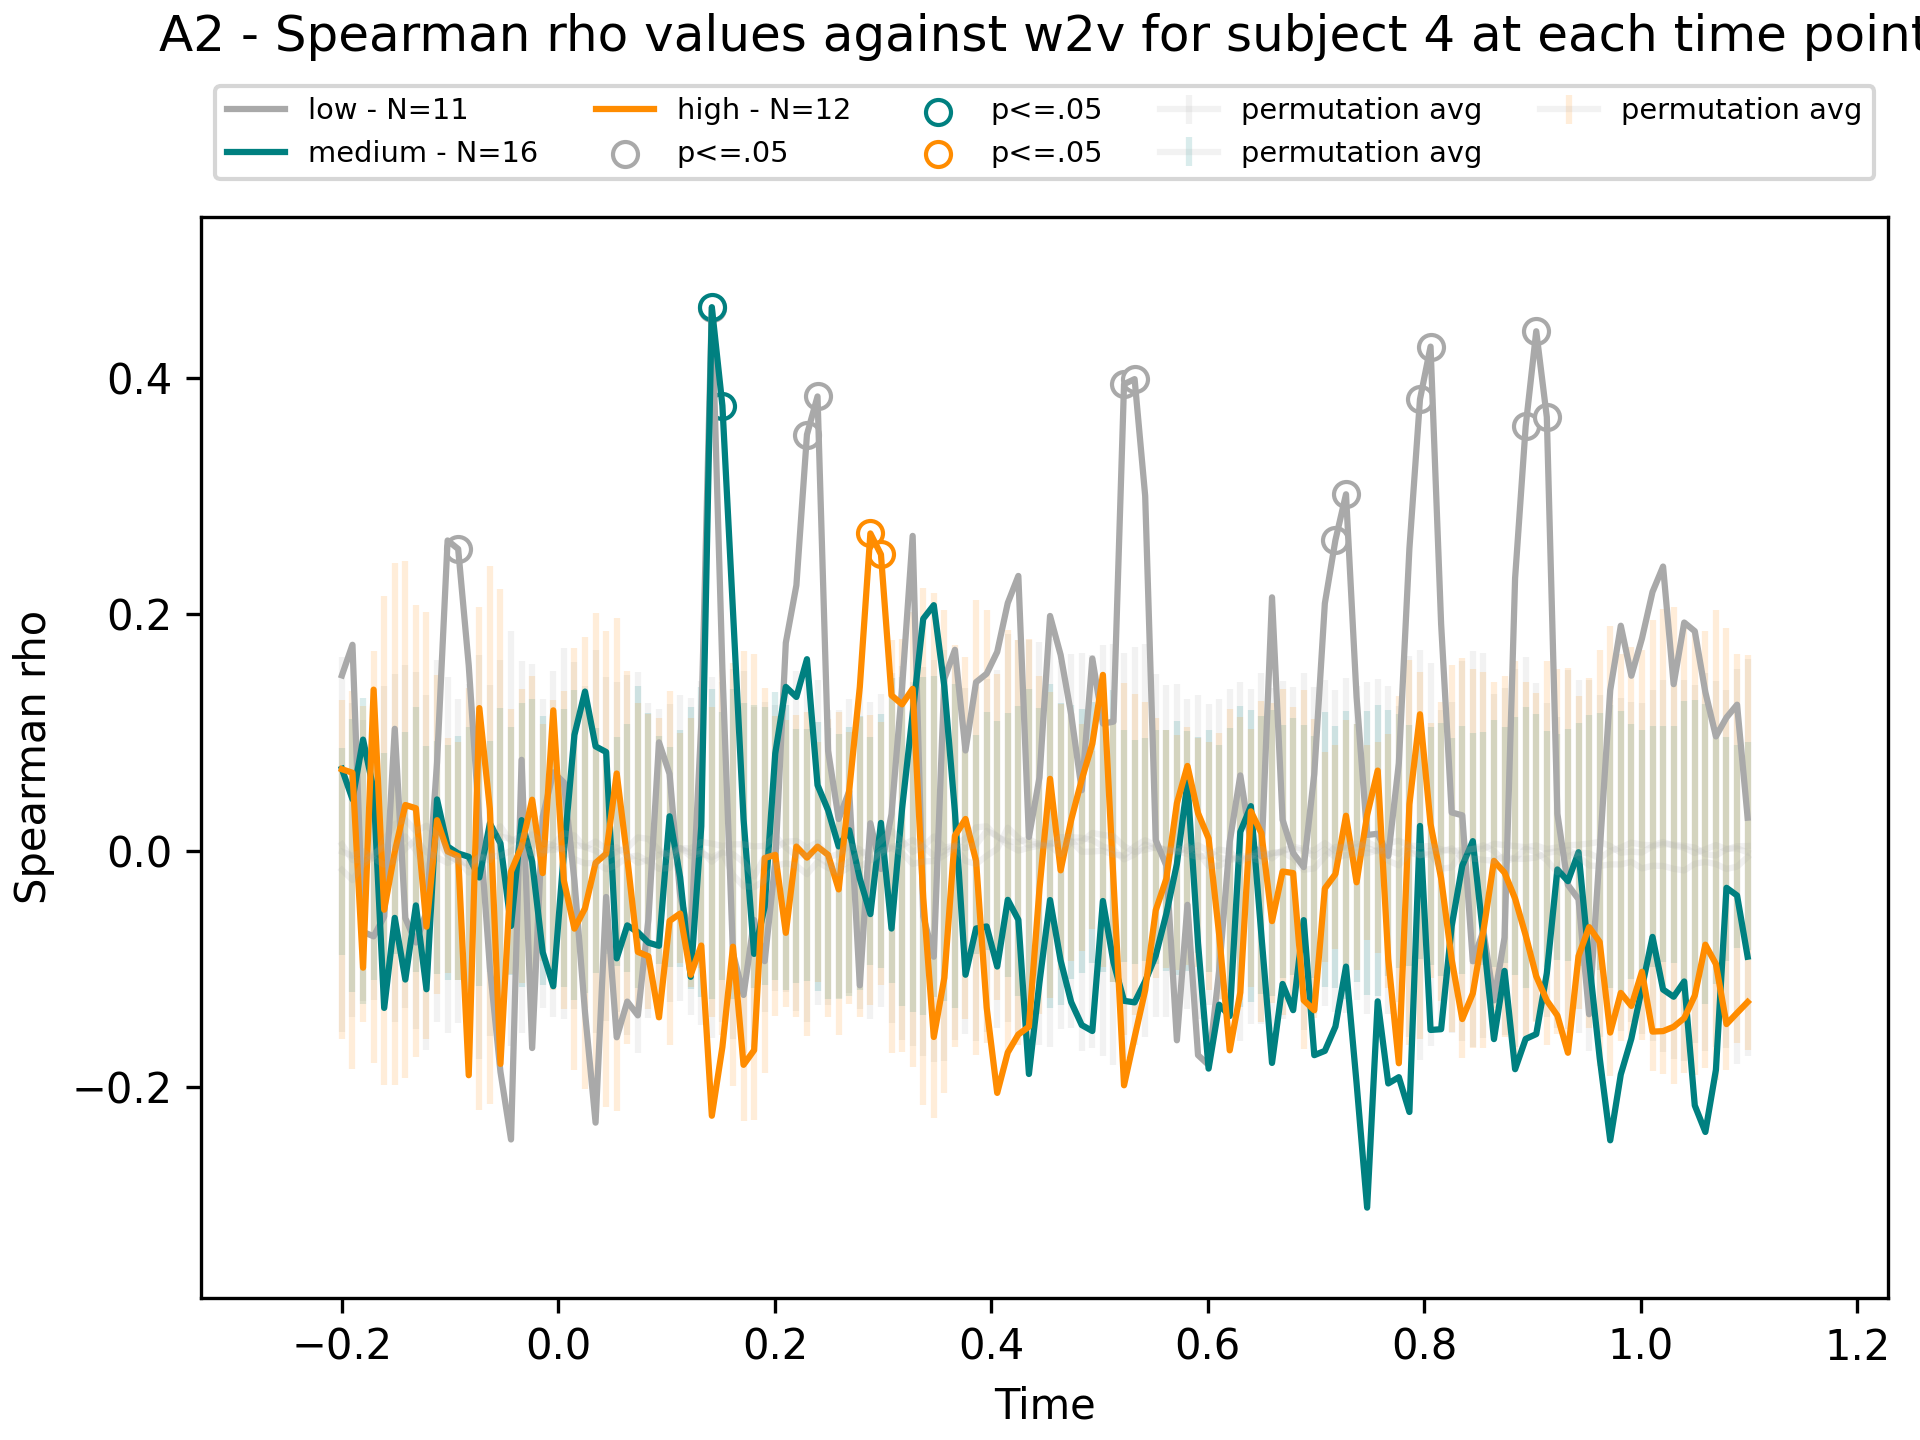 A2 - Spearman rho values against w2v for subject 4 at each time point
low - N=11
medium - N=16
high - N=12
p<=.05
p<=.05
p<=.05
permutation avg
permutation avg
permutation avg
Spearman rho
0.4
0.2
0.0
−0.2
−0.2
0.0
0.2
0.4
0.6
0.8
1.0
1.2
Time